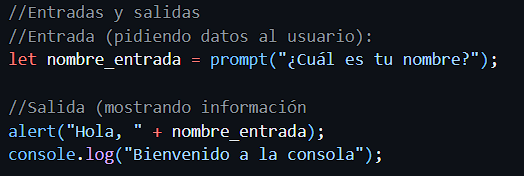 //Entradas y salidas
//Entrada (pidiendo datos al usuario):
let nombre_entrada = prompt("¿Cuál es tu nombre?");
//Salida (mostrando información
alert("Hola, " + nombre_entrada);
console.log("Bienvenido a la consola");